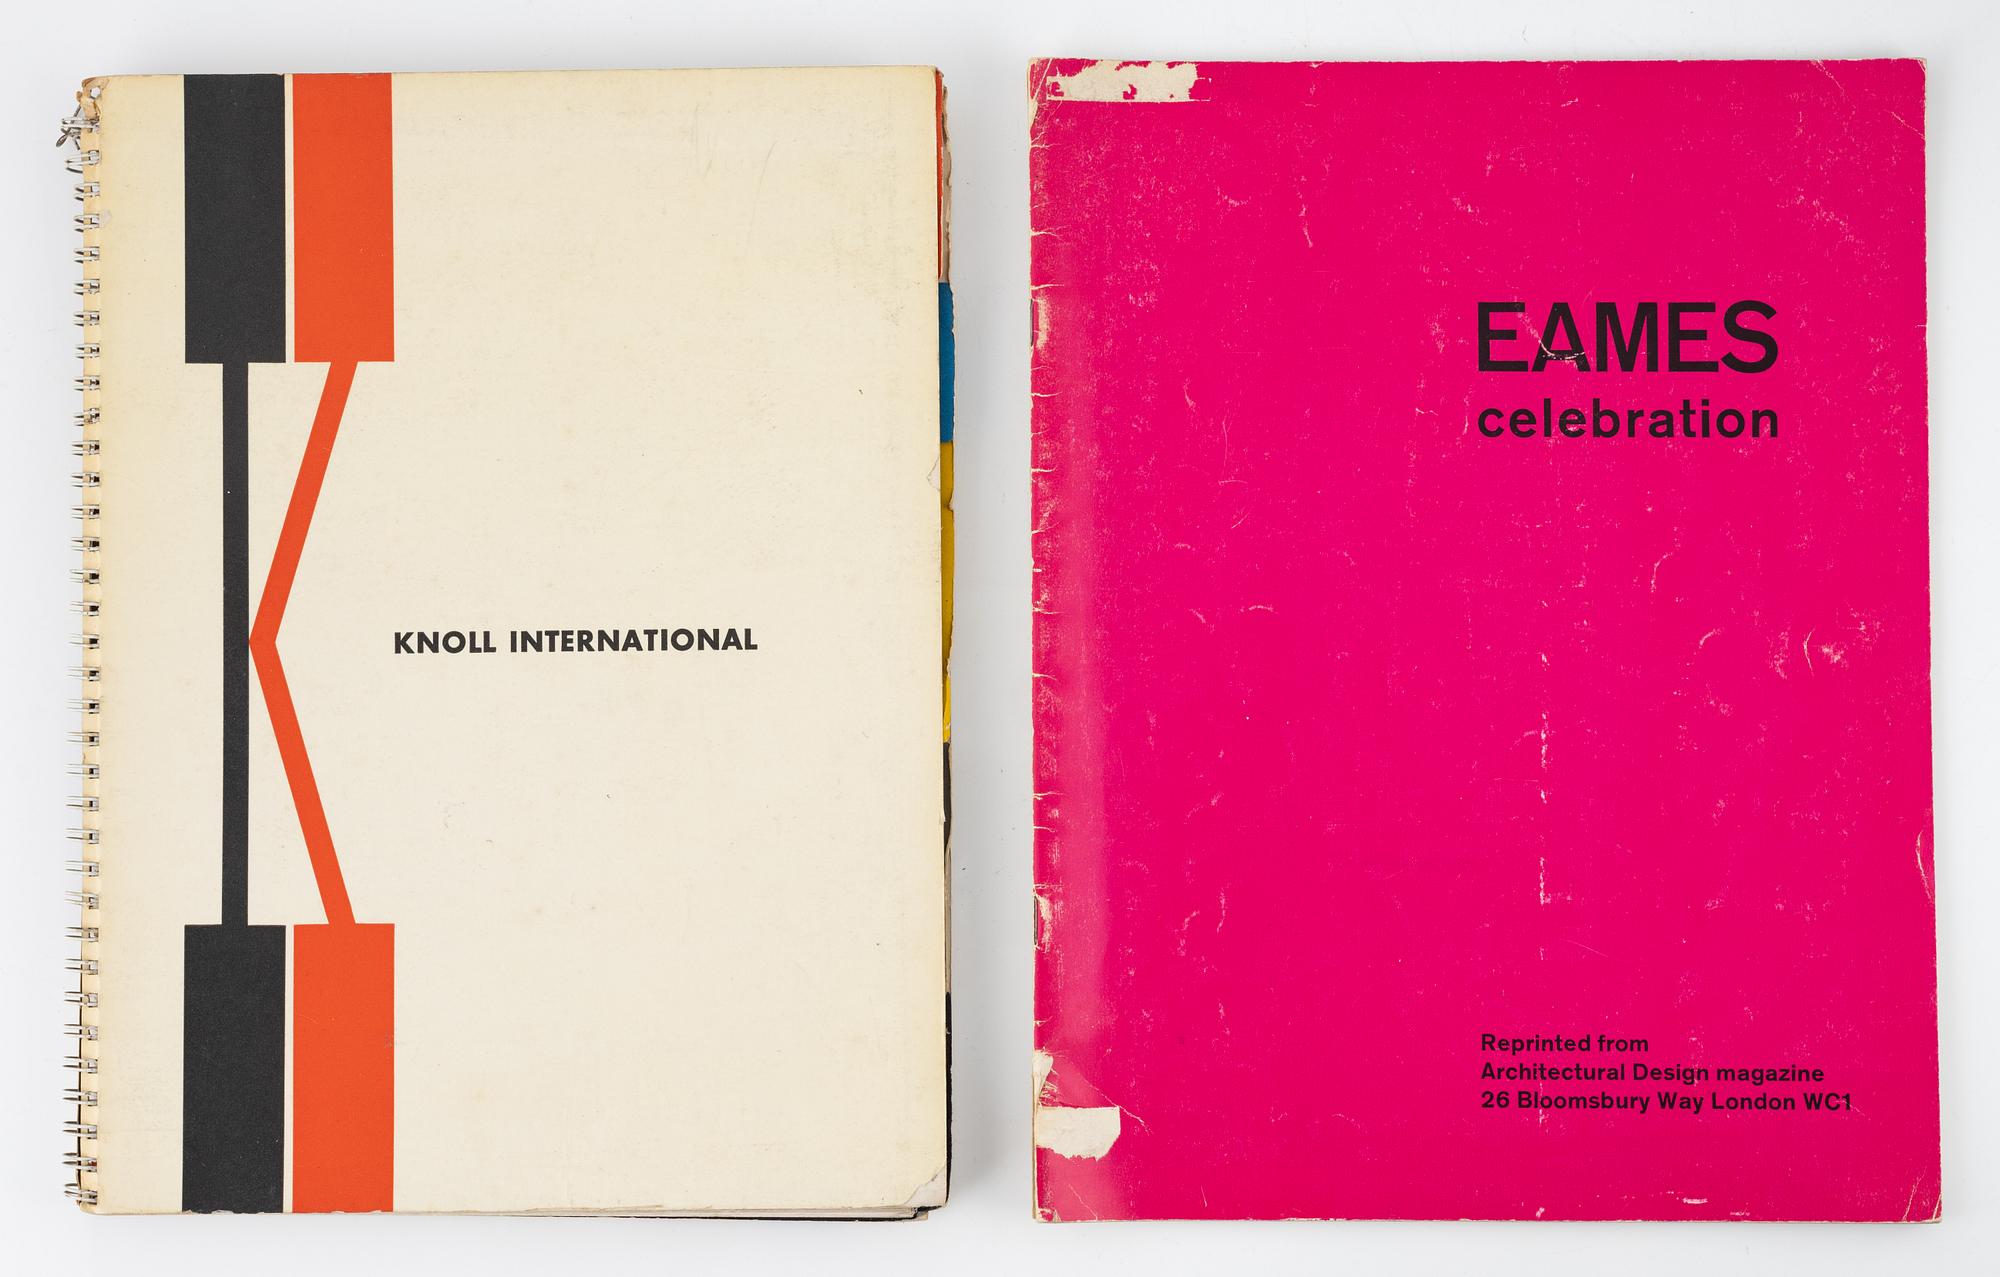 KNOLL INTERNATIONAL
EAMES
celebration
Reprinted from
Architectural Design magazine
26 Bloomsbury Way London WC1